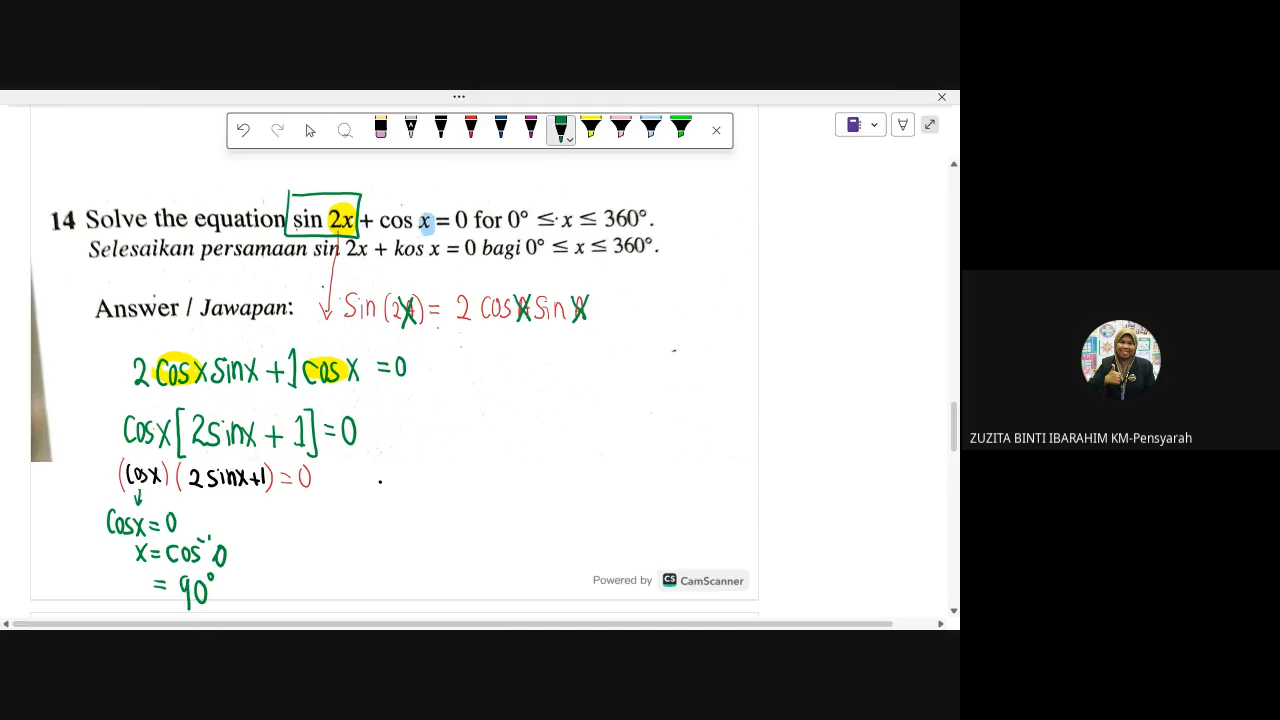 14 Solve the equation sin 2x + cos x = 0 for 0° ≤ x ≤ 360°.
Selesaikan persamaan sin 2x + kos x = 0 bagi 0° ≤ x ≤ 360°.
Answer / Jawapan:
Sin (2x) = 2 cos x sin x
2 cos x sin x + 1 cos x = 0
Cos x [2 sin x + 1] = 0
(Cos x) (2 sin x + 1) = 0
Cos x = 0
x = cos⁻¹ 0
= 90°
Powered by CS CamScanner
ZUZITA BINTI IBARAHIM KM-Pensyarah